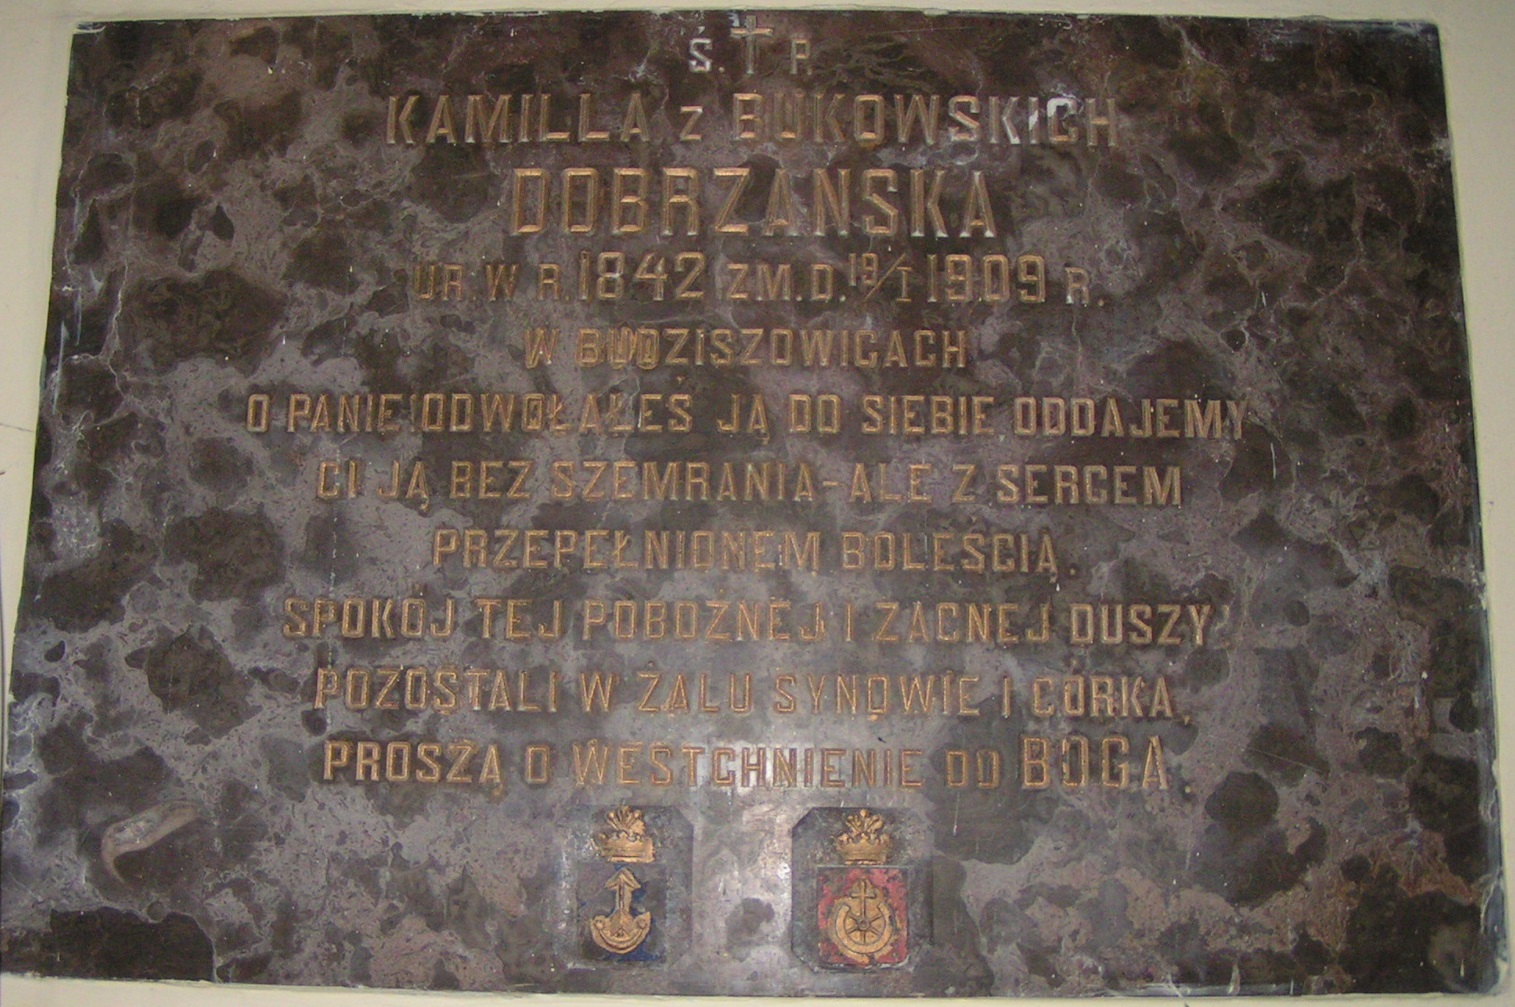 Ś. † P.
KAMILLA z BUKOWSKICH
DOBRZAŃSKA
UR. W R. 1842 ZM. D. 19/I 1909 R.
W BUDZISZOWICACH
O PANIE! ODWOŁAŁEŚ JĄ DO SIEBIE ODDAJEMY
CI JĄ BEZ SZEMRANIA-ALE Z SERCEM
PRZEPEŁNIONEM BOLEŚCIĄ.
SPOKÓJ TEJ POBOŻNEJ I ZACNEJ DUSZY
POZOSTALI W ŻALU SYNOWIE I CÓRKA,
PROSZĄ O WESTCHNIENIE DO BOGA.